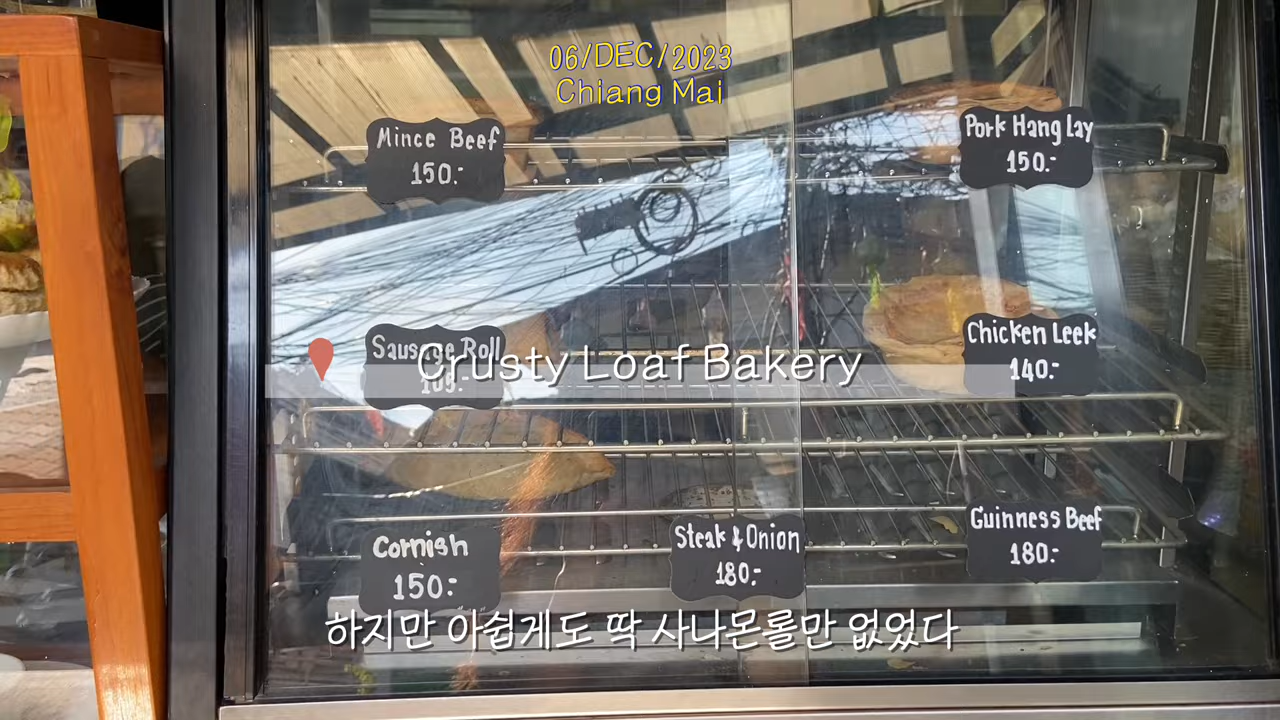 06/DEC/2023
Chiang Mai
Mince Beef
150.-
Pork Hang Lay
150.-
Sausage Roll
Chicken Leek
140.-
Crusty Loaf Bakery
Cornish
150.-
Steak & Onion
180.-
Guinness Beef
180.-
하지만 아쉽게도 딱 사나몬롤만 없었다